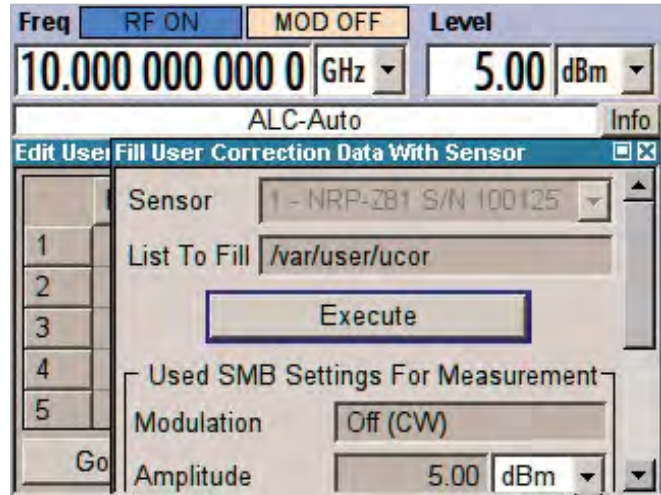 Freq RF ON MOD OFF Level
10.000 000 000 0 GHz 5.00 dBm
ALC-Auto Info
Edit User Fill User Correction Data With Sensor
Sensor 1 - NRP-Z81 S/N 100125
1 List To Fill /var/user/ucor
2
3 Execute
4 Used SMB Settings For Measurement
5 Modulation Off (CW)
Go Amplitude 5.00 dBm